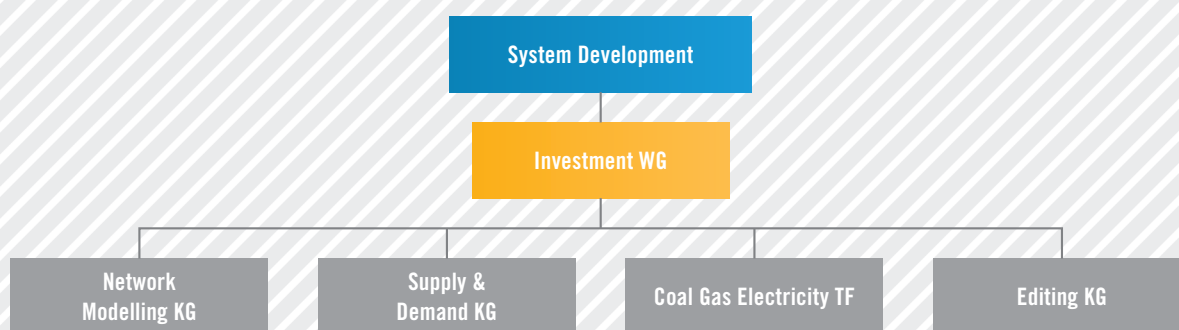 System Development
Investment WG
Network
Modelling KG
Supply &
Demand KG
Coal Gas Electricity TF
Editing KG